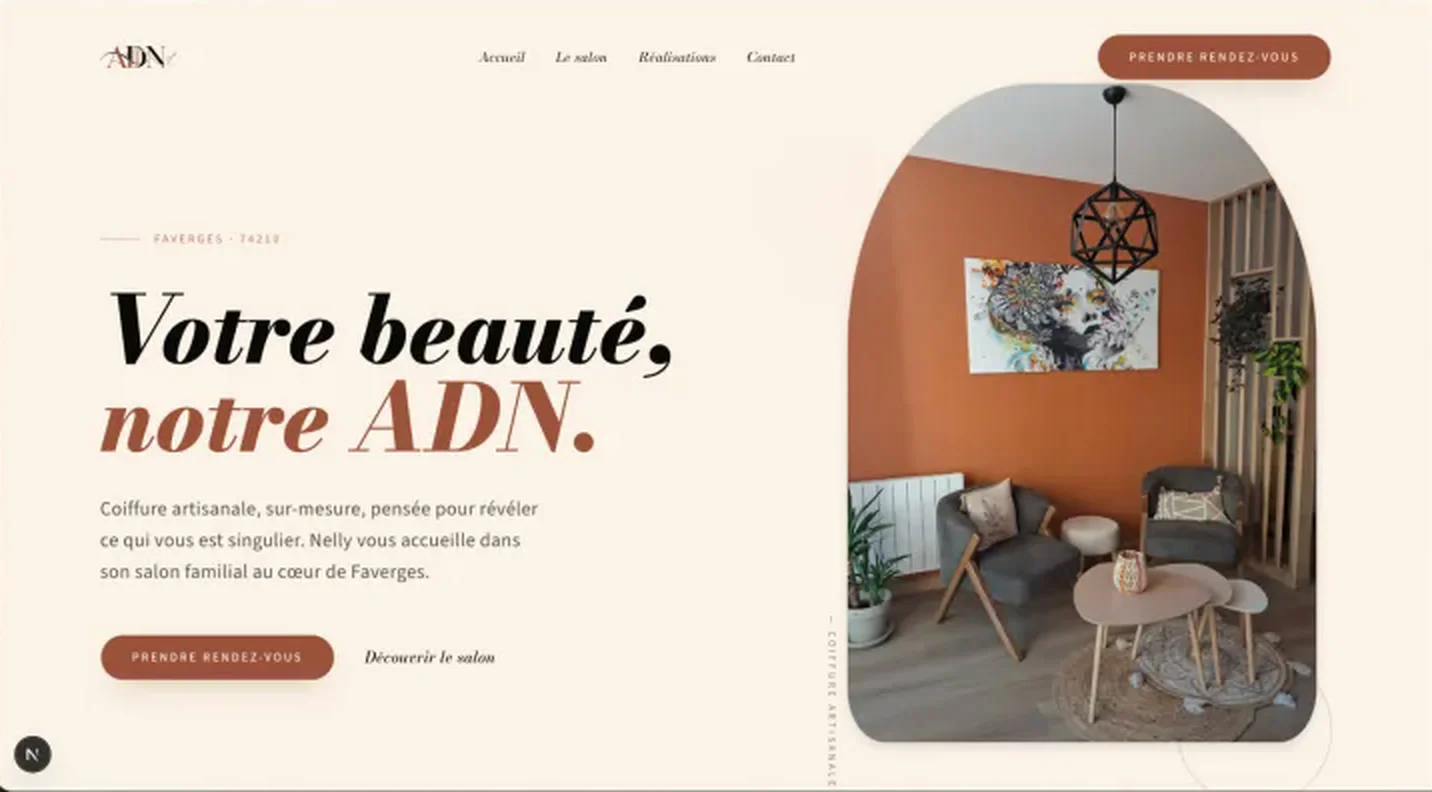 ADN
Accueil
Le salon
Réalisations
Contact
PRENDRE RENDEZ-VOUS
FAVERGES · 74210
Votre beauté,
notre ADN.
Coiffure artisanale, sur-mesure, pensée pour révéler
ce qui vous est singulier. Nelly vous accueille dans
son salon familial au cœur de Faverges.
PRENDRE RENDEZ-VOUS
Découvrir le salon
— COIFFURE ARTISANALE
N